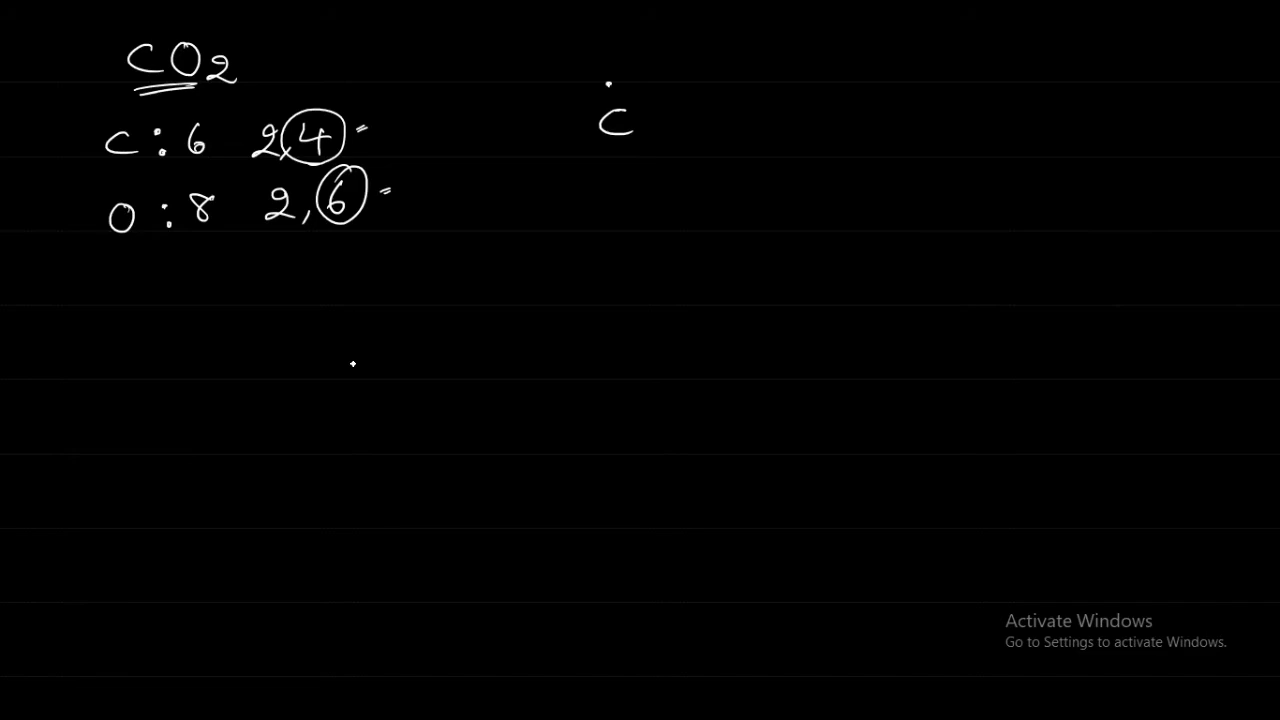 CO2
C : 6 2,4 =
O : 8 2,6 =
C
Activate Windows
Go to Settings to activate Windows.